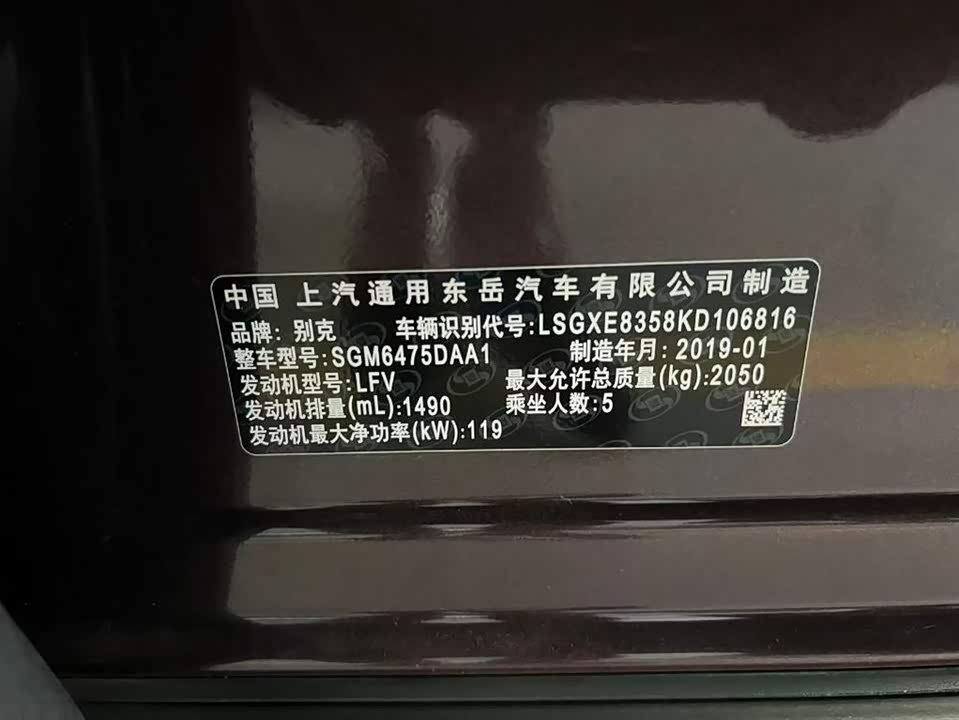 中国 上汽通用东岳汽车有限公司制造
品牌: 别克 车辆识别代号:LSGXE8358KD106816
整车型号:SGM6475DAA1 制造年月: 2019-01
发动机型号:LFV 最大允许总质量(kg):2050
发动机排量(mL):1490 乘坐人数:5
发动机最大净功率(kW):119